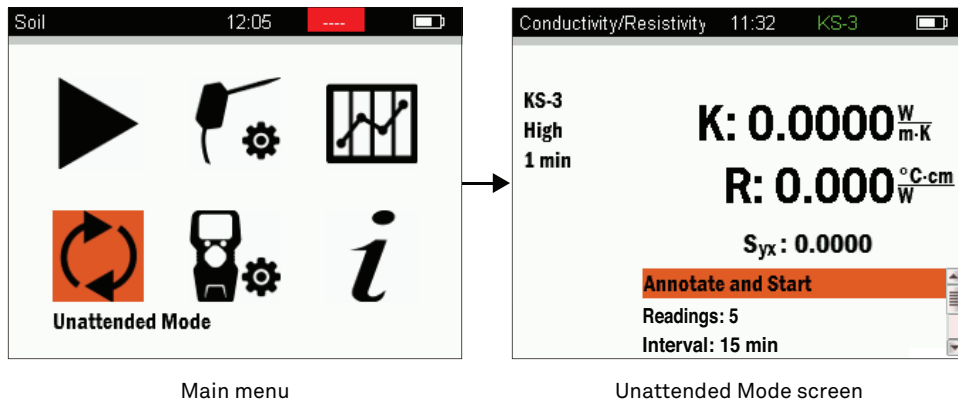 Soil 12:05 ----
Unattended Mode
Main menu
Conductivity/Resistivity 11:32 KS-3
KS-3
High
1 min
K: 0.0000 W/m·K
R: 0.000 °C·cm/W
Syx: 0.0000
Annotate and Start
Readings: 5
Interval: 15 min
Unattended Mode screen